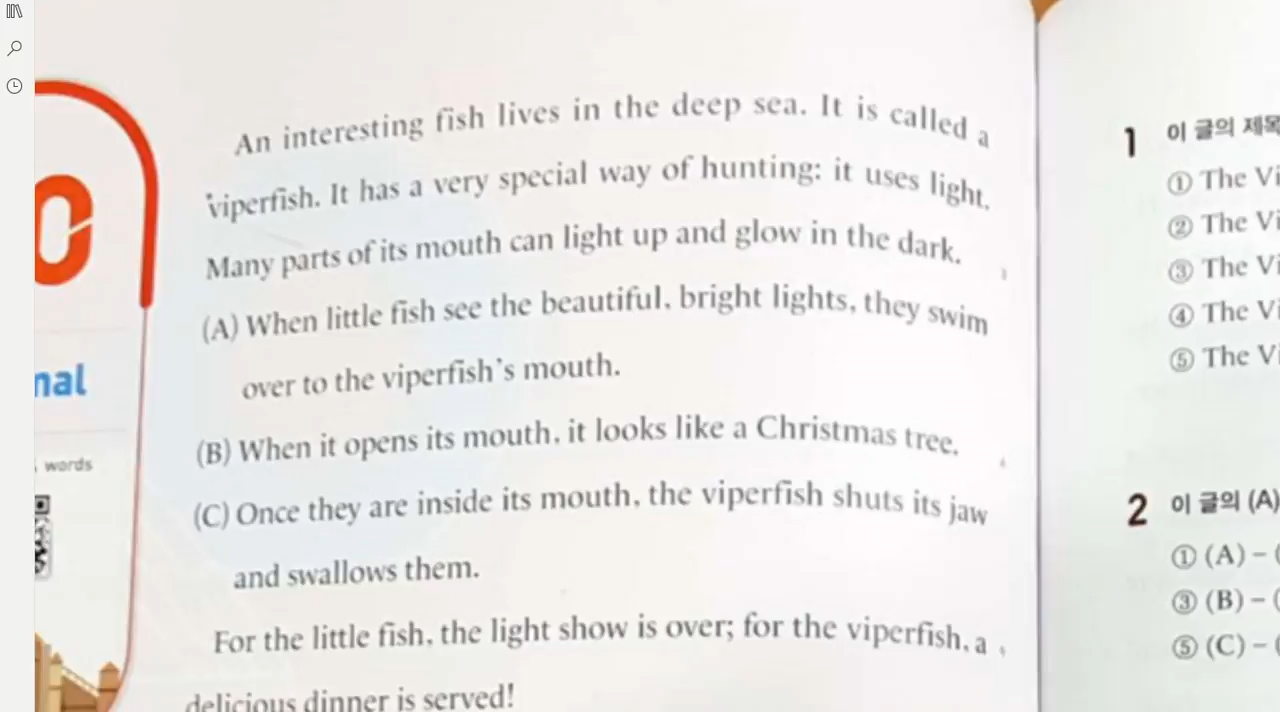 An interesting fish lives in the deep sea. It is called a
viperfish. It has a very special way of hunting: it uses light.
Many parts of its mouth can light up and glow in the dark.
(A) When little fish see the beautiful, bright lights, they swim
over to the viperfish's mouth.
(B) When it opens its mouth, it looks like a Christmas tree.
(C) Once they are inside its mouth, the viperfish shuts its jaw
and swallows them.
For the little fish, the light show is over; for the viperfish, a
delicious dinner is served!
words
1 이 글의 제목
① The Vi
② The Vi
③ The Vi
④ The Vi
⑤ The Vi
2 이 글의 (A)
① (A) – (
③ (B) – (
⑤ (C) – (